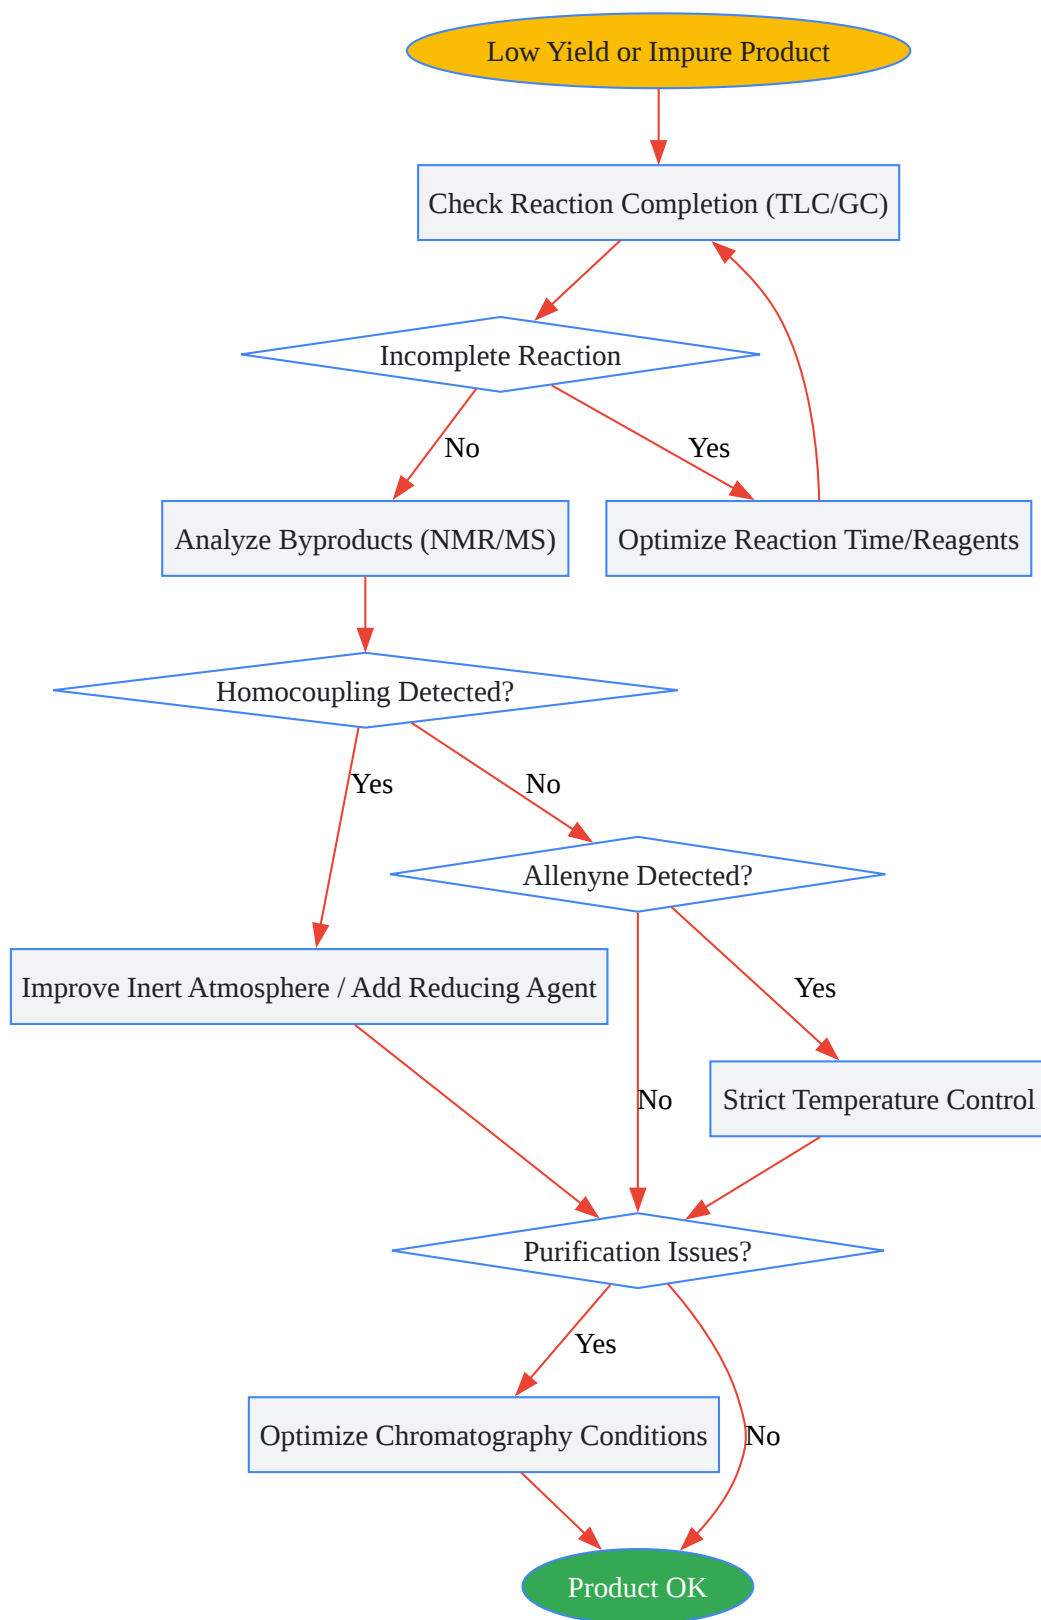 Low Yield or Impure Product
Check Reaction Completion (TLC/GC)
Incomplete Reaction
No
Yes
Analyze Byproducts (NMR/MS)
Optimize Reaction Time/Reagents
Homocoupling Detected?
Yes
No
Allenyne Detected?
Improve Inert Atmosphere / Add Reducing Agent
Yes
No
Strict Temperature Control
Purification Issues?
Yes
Optimize Chromatography Conditions
No
Product OK